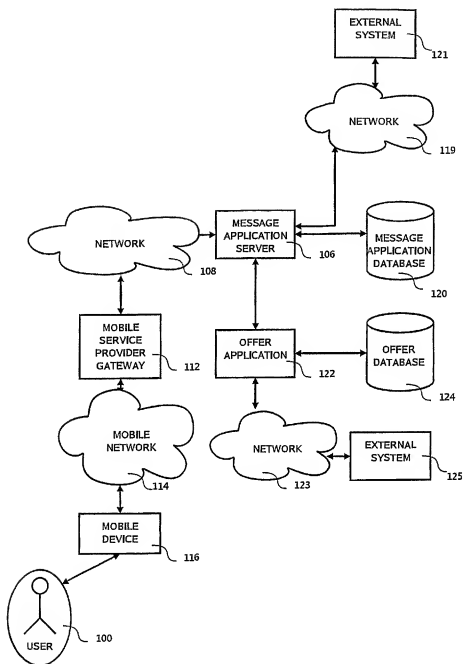 EXTERNAL
SYSTEM
121
NETWORK
119
MESSAGE
APPLICATION
SERVER
106
NETWORK
108
MESSAGE
APPLICATION
DATABASE
120
MOBILE
SERVICE
PROVIDER
GATEWAY
112
OFFER
APPLICATION
122
OFFER
DATABASE
124
MOBILE
NETWORK
114
NETWORK
123
EXTERNAL
SYSTEM
125
MOBILE
DEVICE
116
USER
100